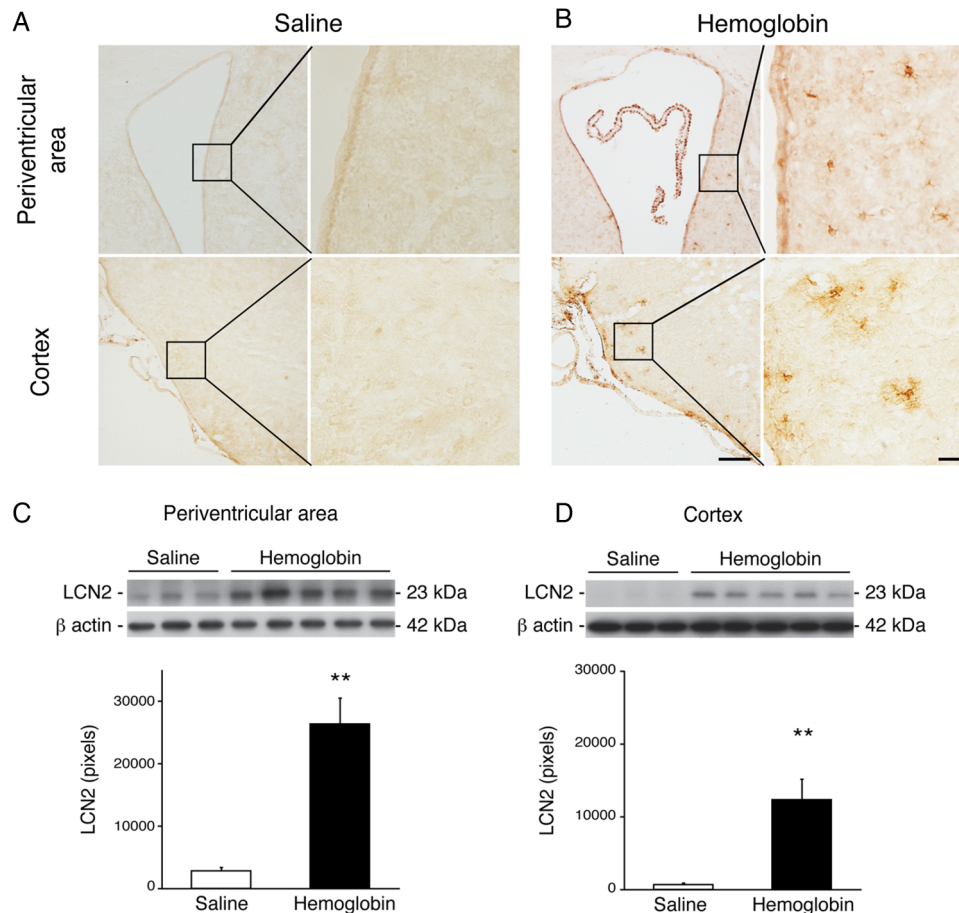 A
Saline
B
Hemoglobin
Periventricular
area
Cortex
C
Periventricular area
Saline
Hemoglobin
LCN2 - - 23 kDa
β actin - - 42 kDa
**
LCN2 (pixels)
30000
20000
10000
0
Saline
Hemoglobin
D
Cortex
Saline
Hemoglobin
LCN2 - - 23 kDa
β actin - - 42 kDa
**
LCN2 (pixels)
30000
20000
10000
0
Saline
Hemoglobin